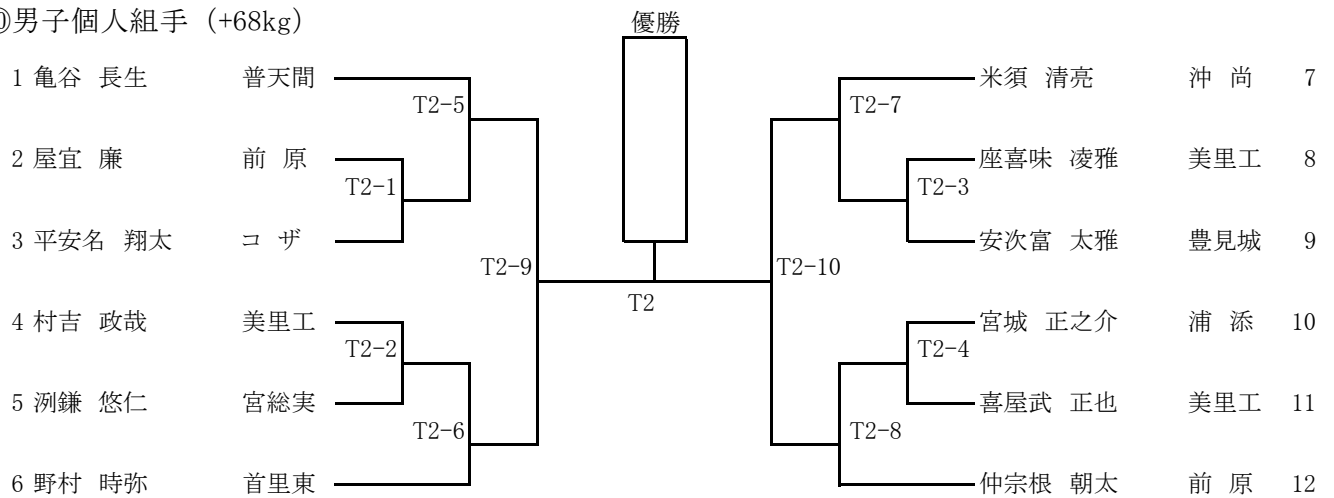 男子個人組手 (+68kg)
優勝
1 亀谷 長生 普天間
2 屋宜 廉 前 原
3 平安名 翔太 コ ザ
4 村吉 政哉 美里工
5 洌鎌 悠仁 宮総実
6 野村 時弥 首里東
T2-5
T2-1
T2-9
T2-2
T2-6
T2
T2-7
T2-3
T2-10
T2-4
T2-8
米須 清亮 沖 尚 7
座喜味 凌雅 美里工 8
安次富 太雅 豊見城 9
宮城 正之介 浦 添 10
喜屋武 正也 美里工 11
仲宗根 朝太 前 原 12